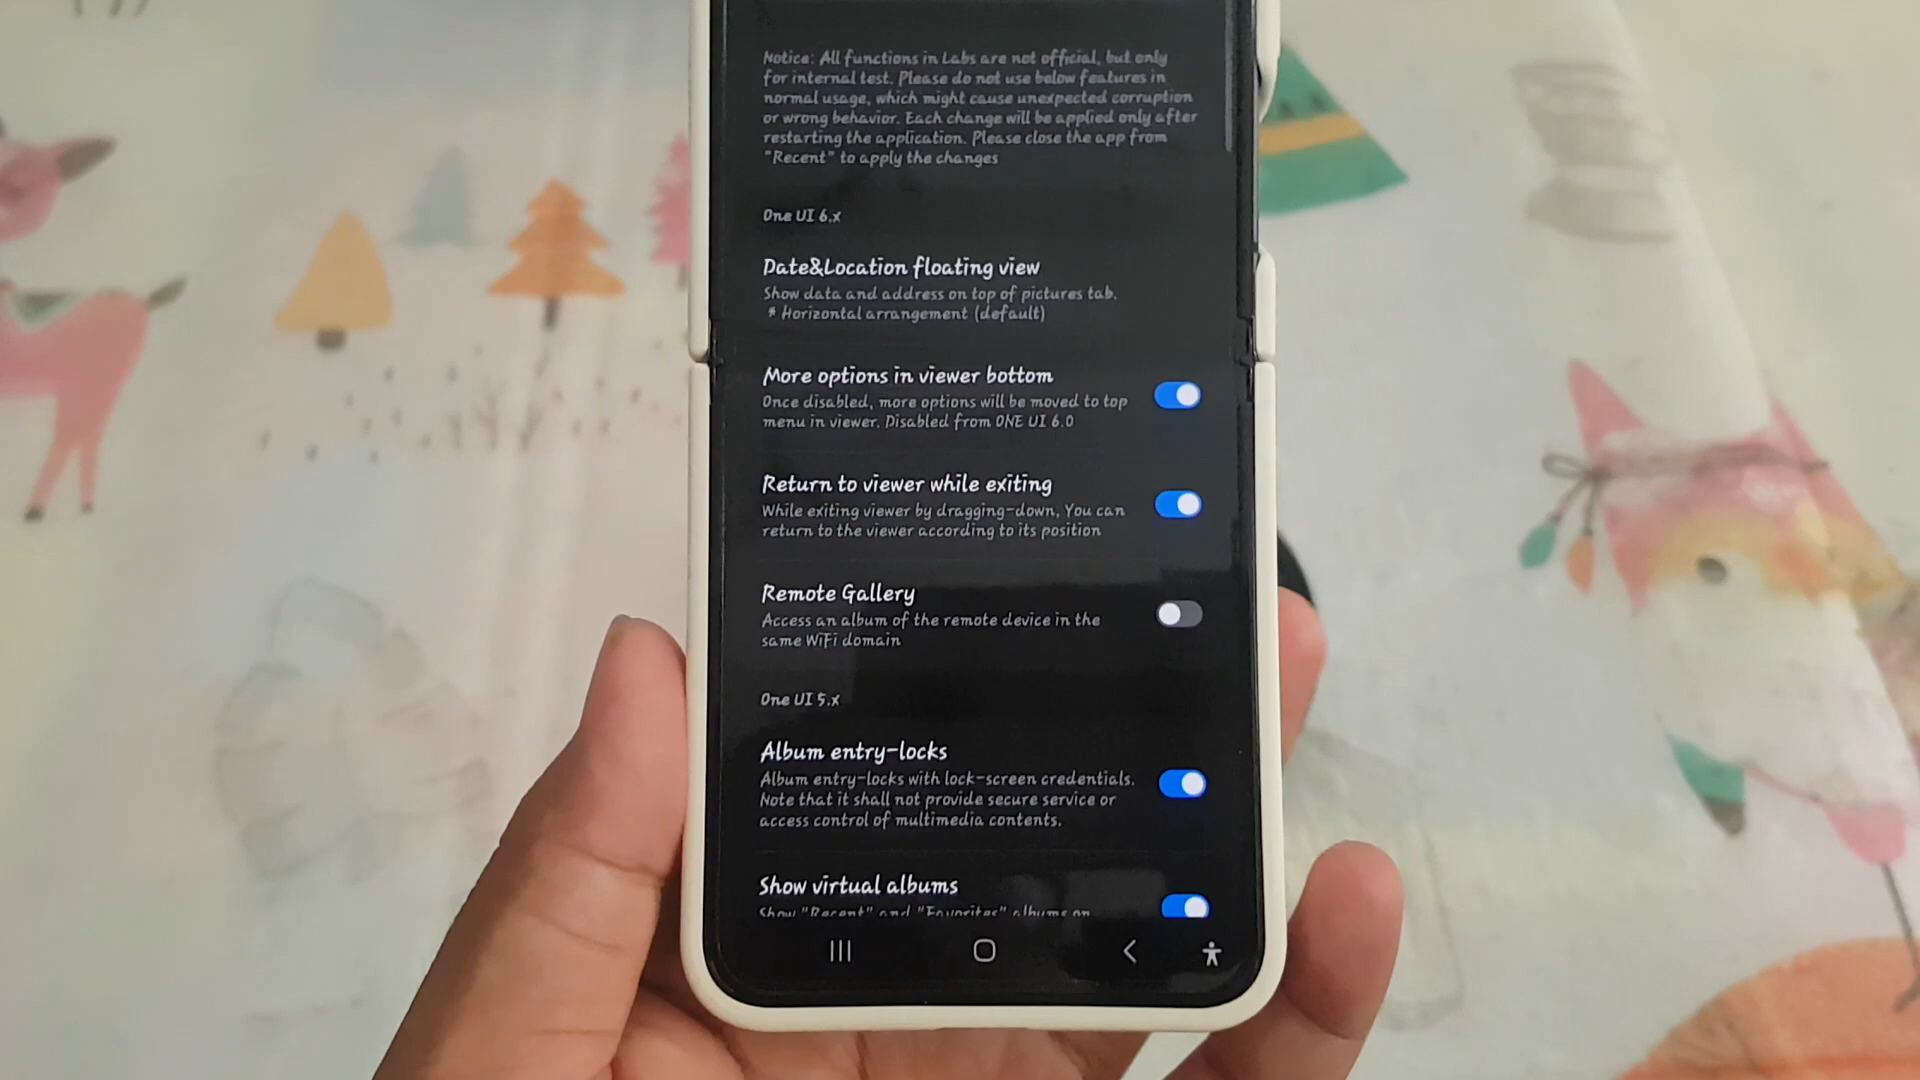 Notice: All functions in Labs are not official, but only
for internal test. Please do not use below features in
normal usage, which might cause unexpected corruption
or wrong behavior. Each change will be applied only after
restarting the application. Please close the app from
"Recent" to apply the changes
One UI 6.x
Date&Location floating view
Show data and address on top of pictures tab.
* Horizontal arrangement (default)
More options in viewer bottom
Once disabled, more options will be moved to top
menu in viewer. Disabled from ONE UI 6.0
Return to viewer while exiting
While exiting viewer by dragging-down, You can
return to the viewer according to its position
Remote Gallery
Access an album of the remote device in the
same WiFi domain
One UI 5.x
Album entry-locks
Album entry-locks with lock-screen credentials.
Note that it shall not provide secure service or
access control of multimedia contents.
Show virtual albums
Show "Recent" and "Favorites" albums on